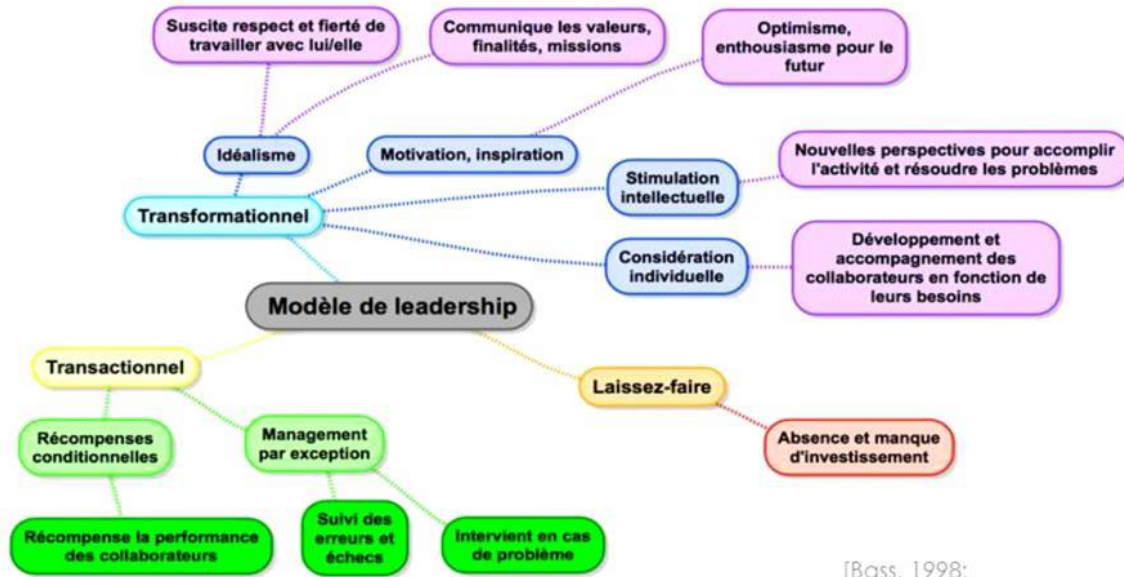 Suscite respect et fierté de
travailler avec lui/elle
Communique les valeurs,
finalités, missions
Optimisme,
enthousiasme pour le
futur
Idéalisme
Motivation, inspiration
Nouvelles perspectives pour accomplir
l'activité et résoudre les problèmes
Stimulation
intellectuelle
Transformationnel
Considération
individuelle
Développement et
accompagnement des
collaborateurs en fonction de
leurs besoins
Modèle de leadership
Transactionnel
Laissez-faire
Récompenses
conditionnelles
Management
par exception
Absence et manque
d'investissement
Récompense la performance
des collaborateurs
Suivi des
erreurs et
échecs
Intervient en cas
de problème
[Bass, 1998;